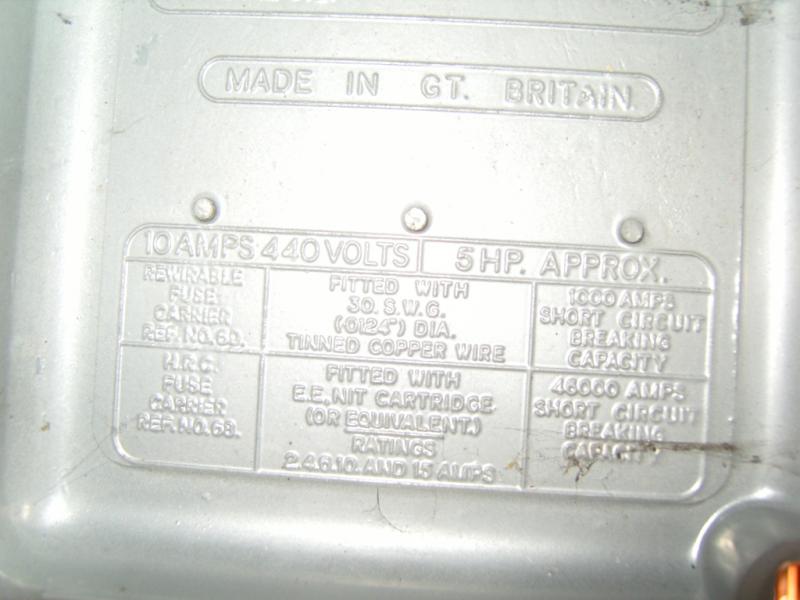 MADE IN GT. BRITAIN.
10 AMPS 440 VOLTS
5 HP. APPROX.
REWIRABLE
FUSE
CARRIER
REF. NO. 60.
FITTED WITH
30. S.W.G.
(·0124") DIA.
TINNED COPPER WIRE
1000 AMPS
SHORT CIRCUIT
BREAKING
CAPACITY
H.R.C.
FUSE
CARRIER
REF. NO. 68.
FITTED WITH
E.E. NIT CARTRIDGE
(OR EQUIVALENT.)
RATINGS
2.4.6.10. AND 15 AMPS
46000 AMPS
SHORT CIRCUIT
BREAKING
CAPACITY